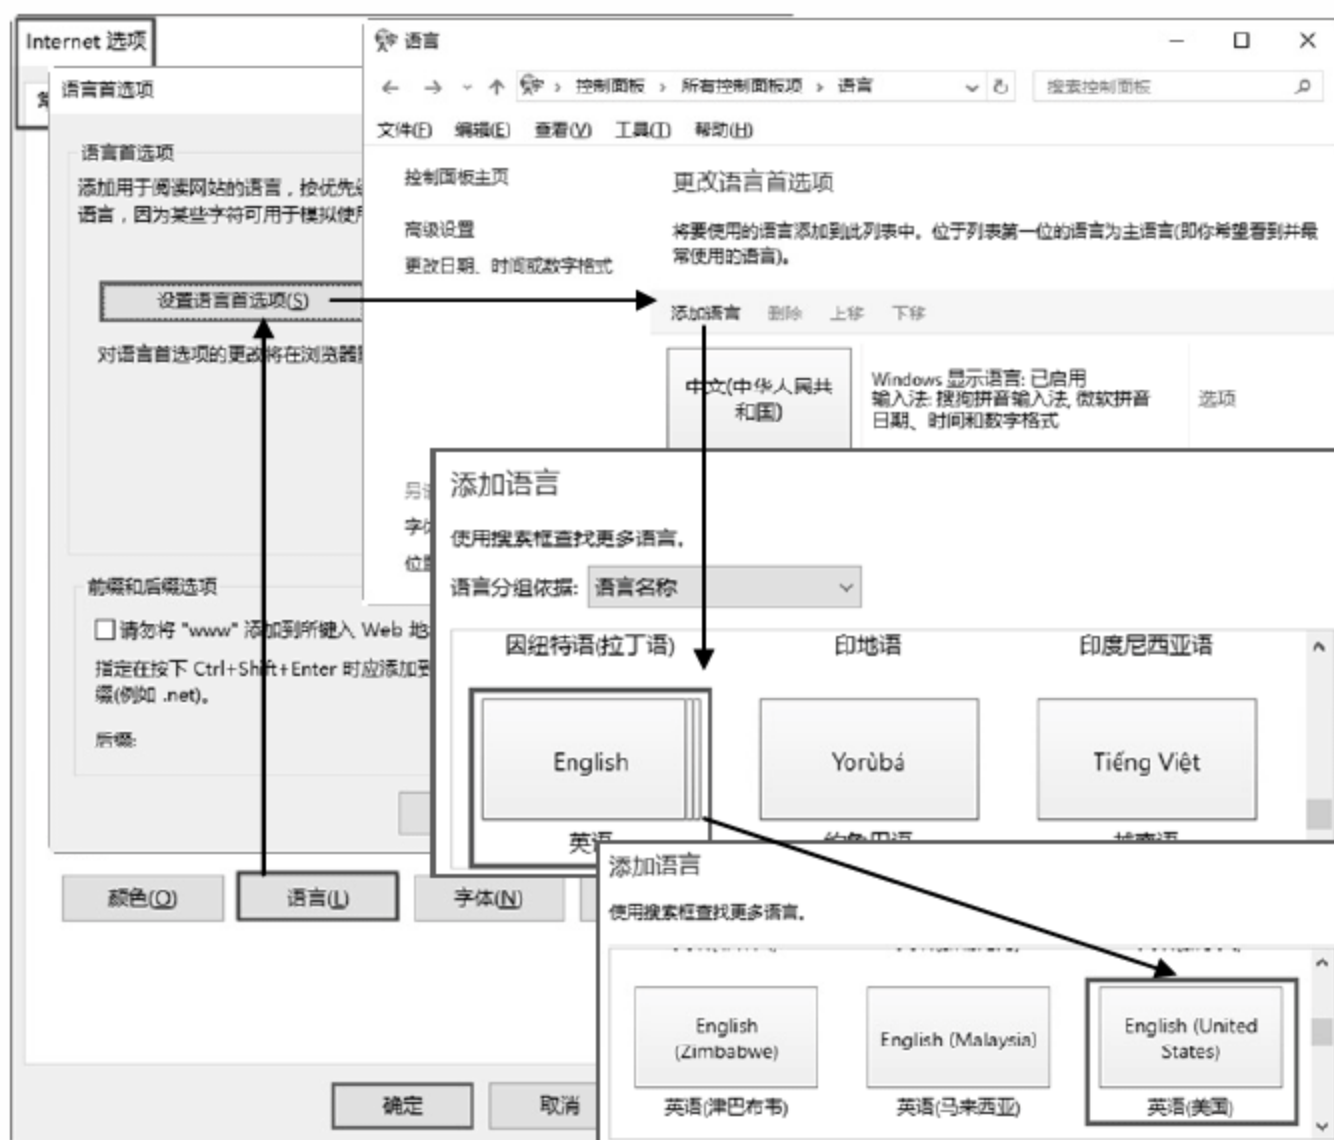 Internet 选项
语言首选项
语言首选项
添加用于阅读网站的语言，按优先
语言，因为某些字符可用于模拟使用
设置语言首选项(S)
对语言首选项的更改将在浏览器
前缀和后缀选项
请勿将 "www" 添加到所键入 Web 地
指定在按下 Ctrl+Shift+Enter 时应添加到
缀(例如 .net)。
后缀:
颜色(O)
语言(L)
字体(N)
确定
取消
语言
控制面板 › 所有控制面板项 › 语言
搜索控制面板
文件(F) 编辑(E) 查看(V) 工具(T) 帮助(H)
控制面板主页
高级设置
更改日期、时间或数字格式
另请
字体
位置
更改语言首选项
将要使用的语言添加到此列表中。位于列表第一位的语言为主语言(即你希望看到并最
常使用的语言)。
添加语言 删除 上移 下移
中文(中华人民共
和国)
Windows 显示语言: 已启用
输入法: 搜狗拼音输入法, 微软拼音
日期、时间和数字格式
选项
添加语言
使用搜索框查找更多语言。
语言分组依据: 语言名称
因纽特语(拉丁语) 印地语 印度尼西亚语
English Yorùbá Tiếng Việt
英语
添加语言
使用搜索框查找更多语言。
English
(Zimbabwe)
English (Malaysia)
English (United
States)
英语(津巴布韦) 英语(马来西亚) 英语(美国)